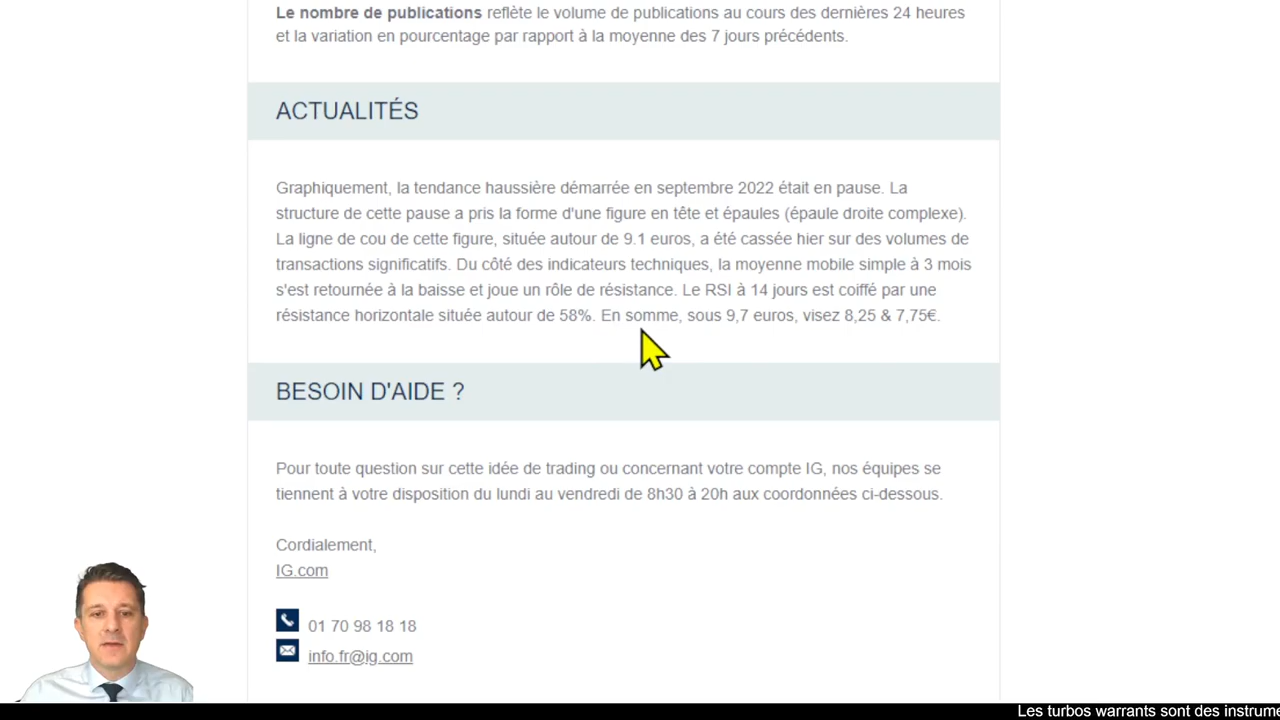 Le nombre de publications reflète le volume de publications au cours des dernières 24 heures
et la variation en pourcentage par rapport à la moyenne des 7 jours précédents.
ACTUALITÉS
Graphiquement, la tendance haussière démarrée en septembre 2022 était en pause. La
structure de cette pause a pris la forme d'une figure en tête et épaules (épaule droite complexe).
La ligne de cou de cette figure, située autour de 9.1 euros, a été cassée hier sur des volumes de
transactions significatifs. Du côté des indicateurs techniques, la moyenne mobile simple à 3 mois
s'est retournée à la baisse et joue un rôle de résistance. Le RSI à 14 jours est coiffé par une
résistance horizontale située autour de 58%. En somme, sous 9,7 euros, visez 8,25 & 7,75€.
BESOIN D'AIDE ?
Pour toute question sur cette idée de trading ou concernant votre compte IG, nos équipes se
tiennent à votre disposition du lundi au vendredi de 8h30 à 20h aux coordonnées ci-dessous.
Cordialement,
IG.com
01 70 98 18 18
info.fr@ig.com
Les turbos warrants sont des instrume